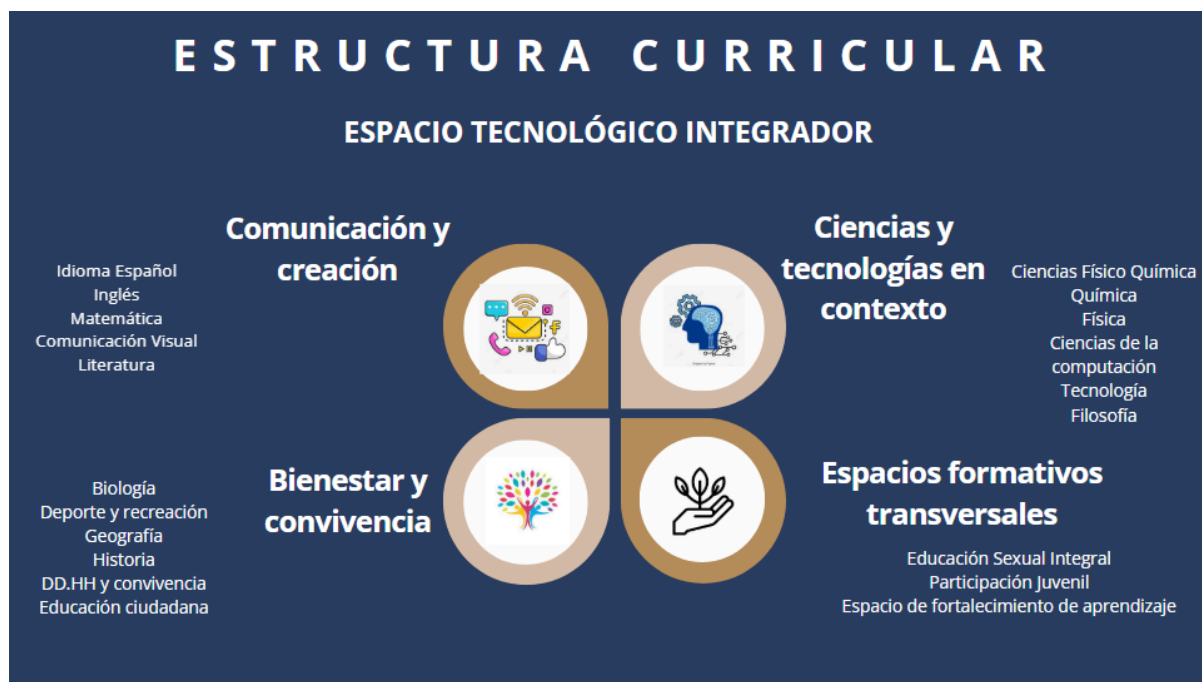 ESTRUCTURA CURRICULAR
ESPACIO TECNOLÓGICO INTEGRADOR
Comunicación y
creación
Idioma Español
Inglés
Matemática
Comunicación Visual
Literatura
Ciencias y
tecnologías en
contexto
Ciencias Físico Química
Química
Física
Ciencias de la
computación
Tecnología
Filosofía
Bienestar y
convivencia
Biología
Deporte y recreación
Geografía
Historia
DD.HH y convivencia
Educación ciudadana
Espacios formativos
transversales
Educación Sexual Integral
Participación Juvenil
Espacio de fortalecimiento de aprendizaje